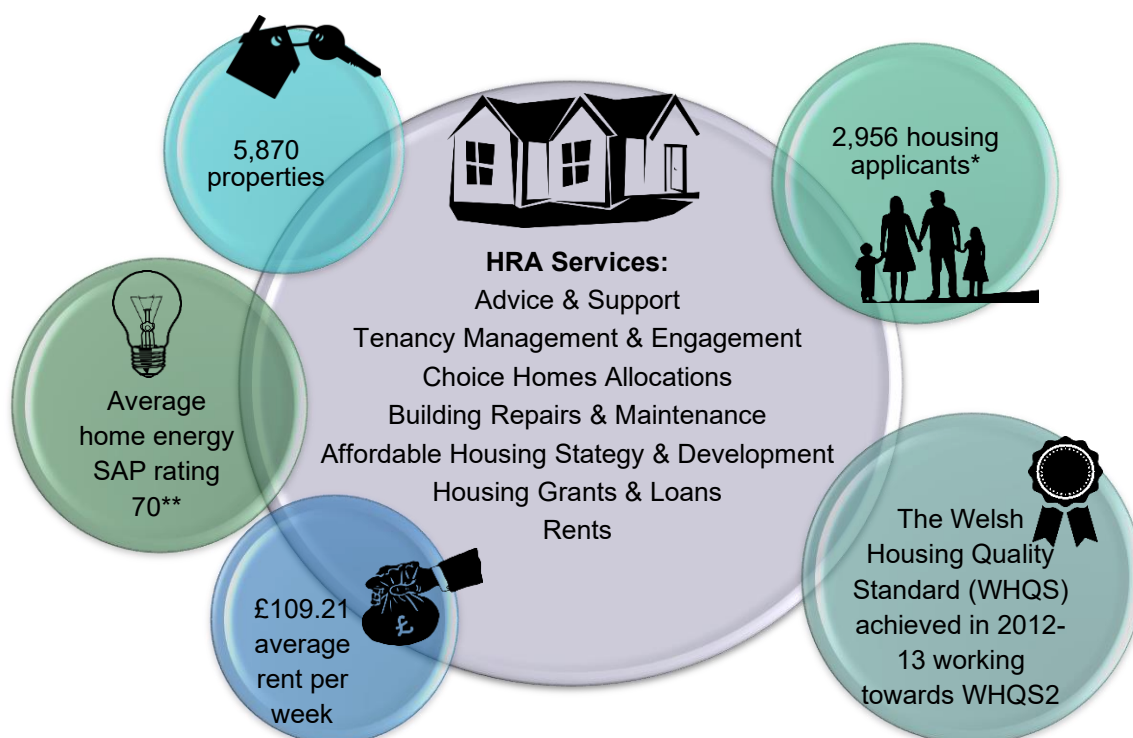 5,870
properties
2,956 housing
applicants*
HRA Services:
Advice & Support
Tenancy Management & Engagement
Choice Homes Allocations
Building Repairs & Maintenance
Affordable Housing Stategy & Development
Housing Grants & Loans
Rents
Average
home energy
SAP rating
70**
£109.21
average
rent per
week
£
The Welsh
Housing Quality
Standard (WHQS)
achieved in 2012-
13 working
towards WHQS2